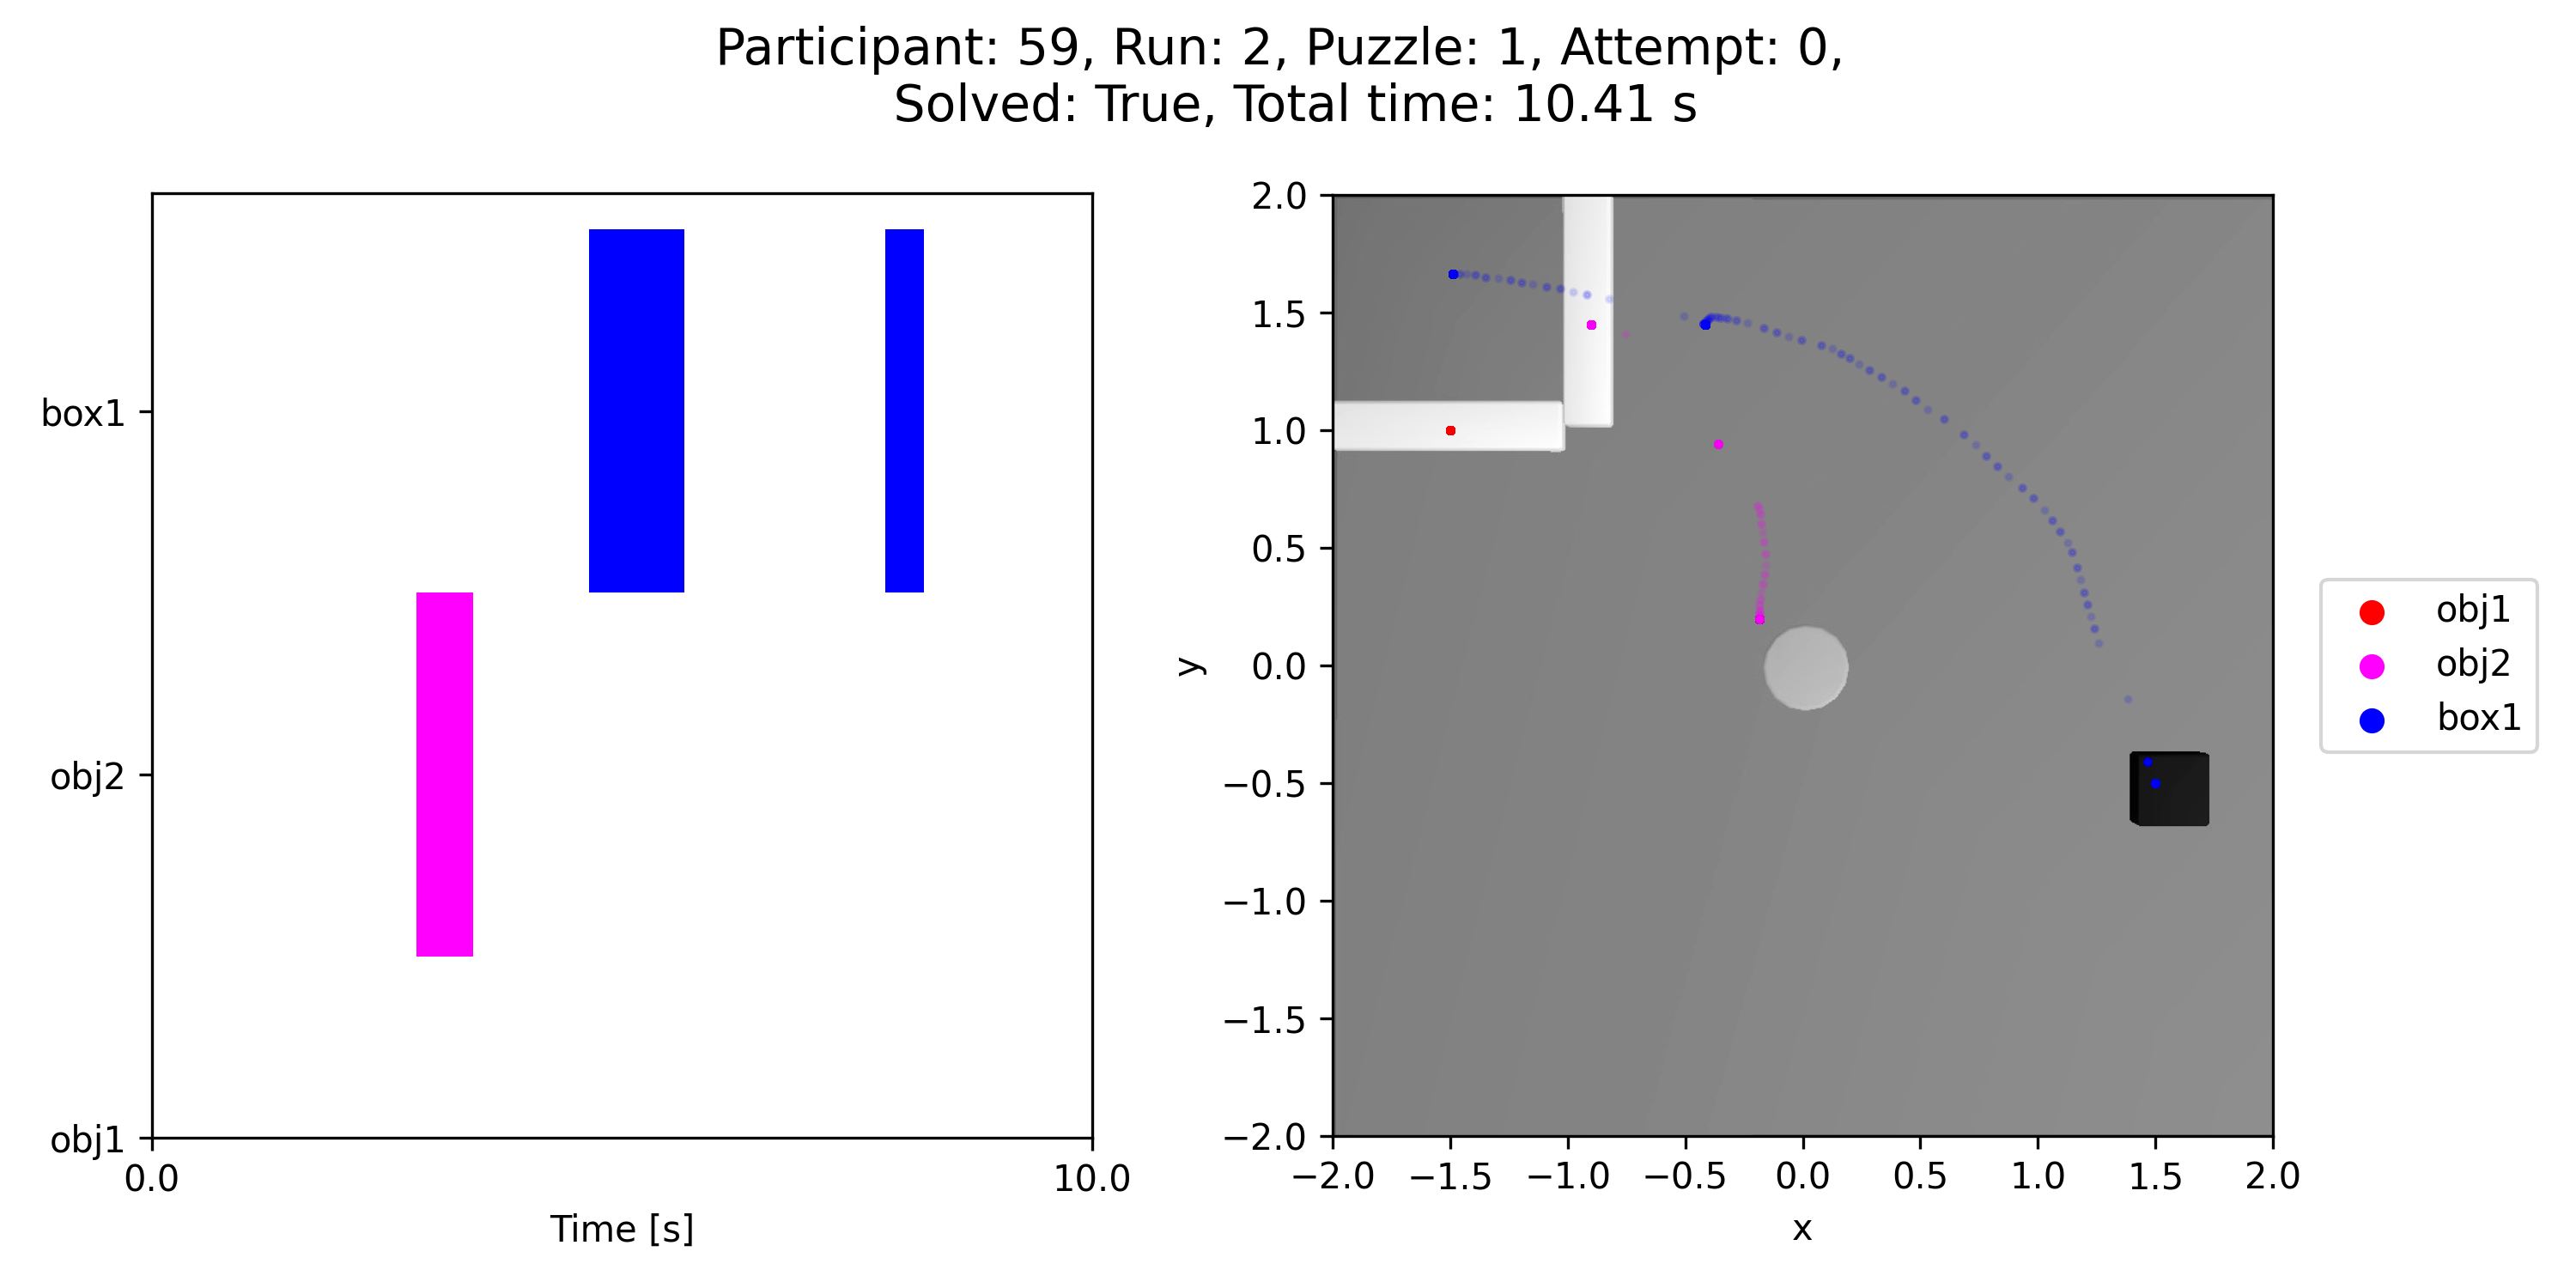 Participant: 59, Run: 2, Puzzle: 1, Attempt: 0,
Solved: True, Total time: 10.41 s
box1
obj2
obj1
0.0
10.0
Time [s]
2.0
1.5
1.0
0.5
0.0
−0.5
−1.0
−1.5
−2.0
y
−2.0
−1.5
−1.0
−0.5
0.0
0.5
1.0
1.5
2.0
x
obj1
obj2
box1